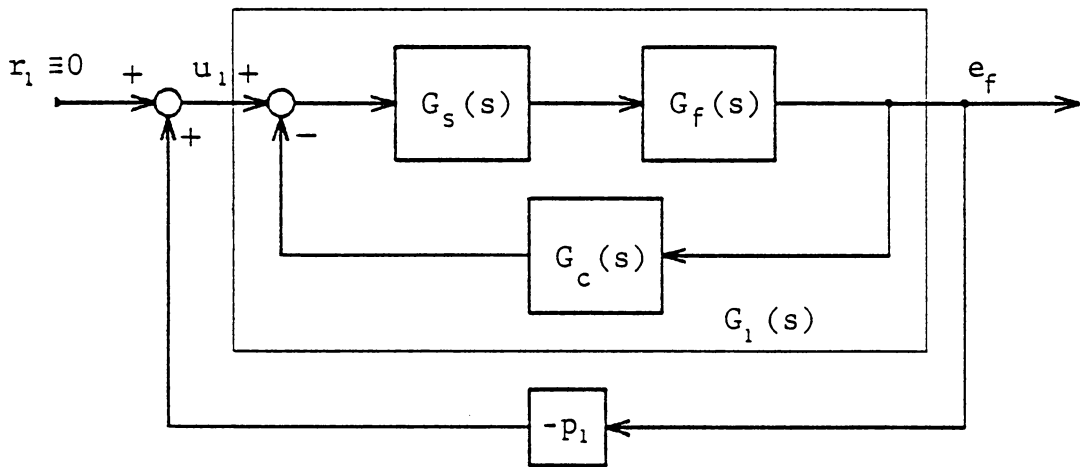 r₁ ≡0
+
u₁
+
G_s(s)
G_f(s)
e_f
+
−
G_c(s)
G₁(s)
-p₁